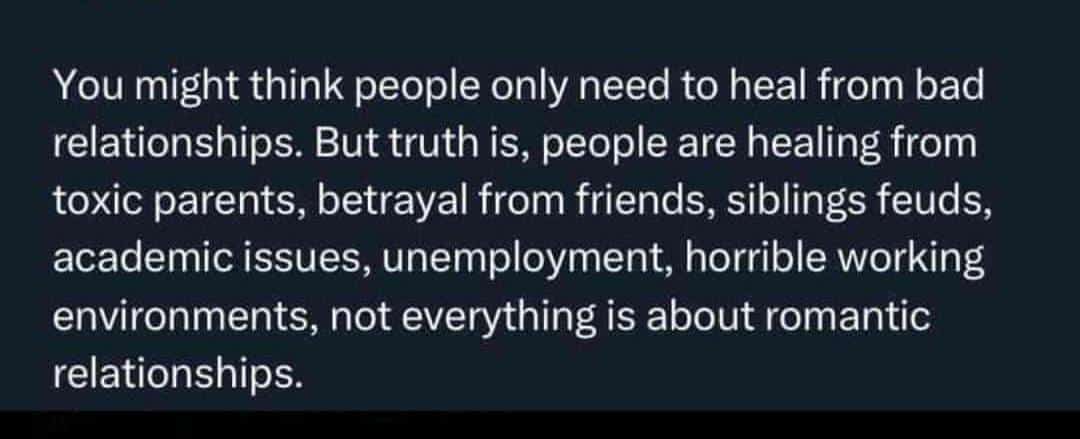 You might think people only need to heal from bad
relationships. But truth is, people are healing from
toxic parents, betrayal from friends, siblings feuds,
academic issues, unemployment, horrible working
environments, not everything is about romantic
relationships.